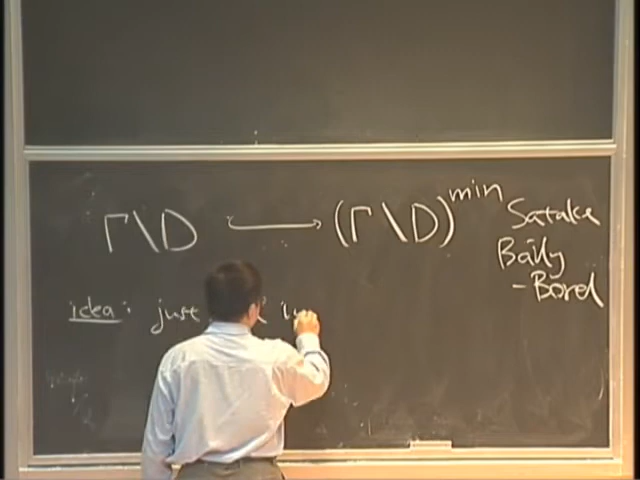 Γ\D ↪ (Γ\D)^min Satake
Baily
-Borel
idea: just